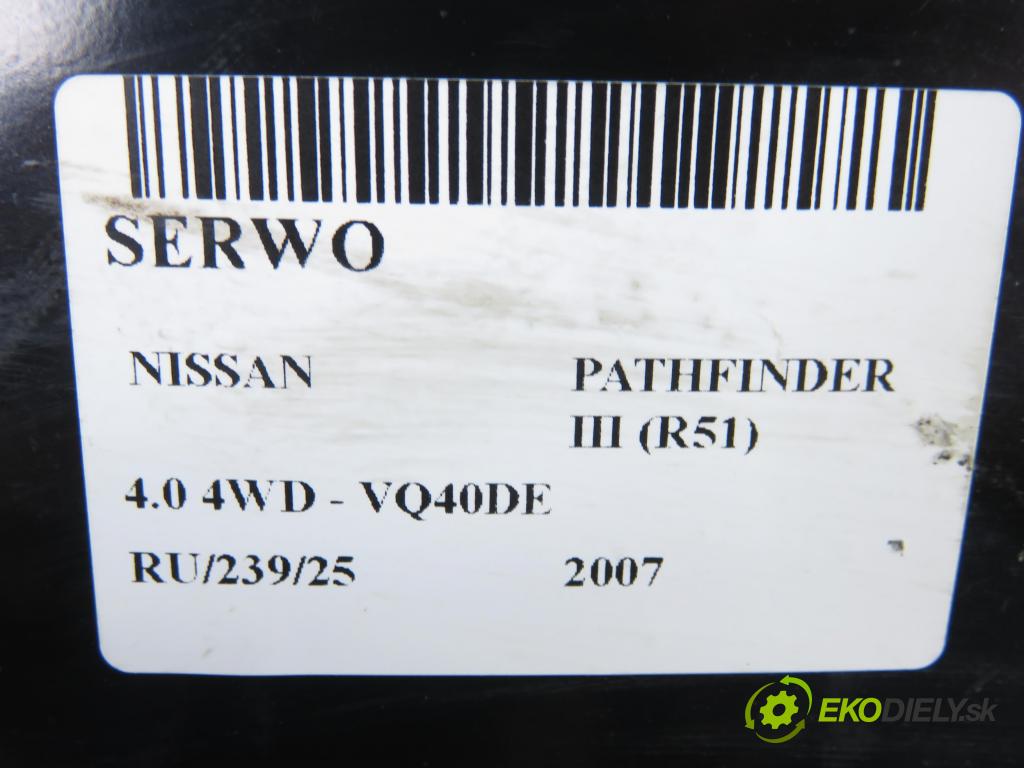 SERWO
NISSAN PATHFINDER
III (R51)
4.0 4WD - VQ40DE
RU/239/25 2007
EKODIELY.sk